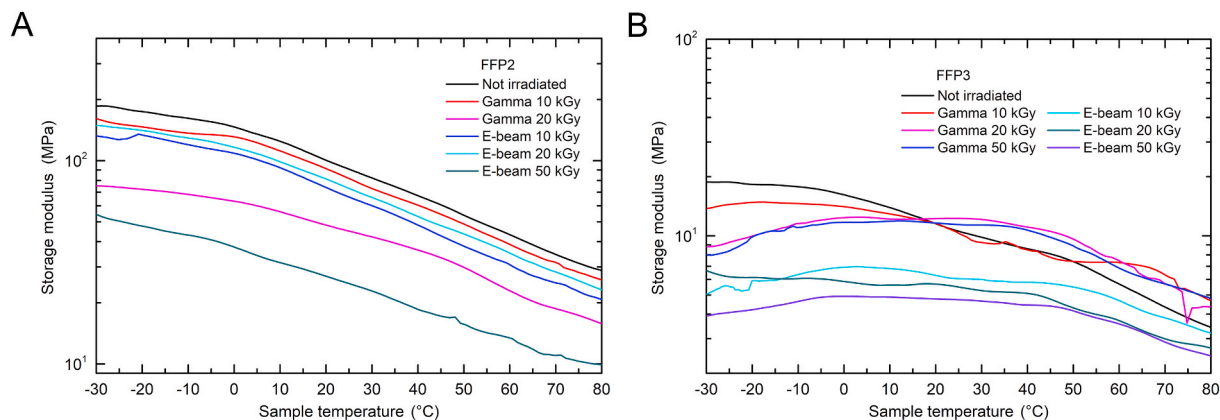 A
FFP2
Not irradiated
Gamma 10 kGy
Gamma 20 kGy
E-beam 10 kGy
E-beam 20 kGy
E-beam 50 kGy
Storage modulus (MPa)
10²
10¹
-30 -20 -10 0 10 20 30 40 50 60 70 80
Sample temperature (°C)
B
FFP3
Not irradiated
Gamma 10 kGy E-beam 10 kGy
Gamma 20 kGy E-beam 20 kGy
Gamma 50 kGy E-beam 50 kGy
Storage modulus (MPa)
10²
10¹
-30 -20 -10 0 10 20 30 40 50 60 70 80
Sample temperature (°C)